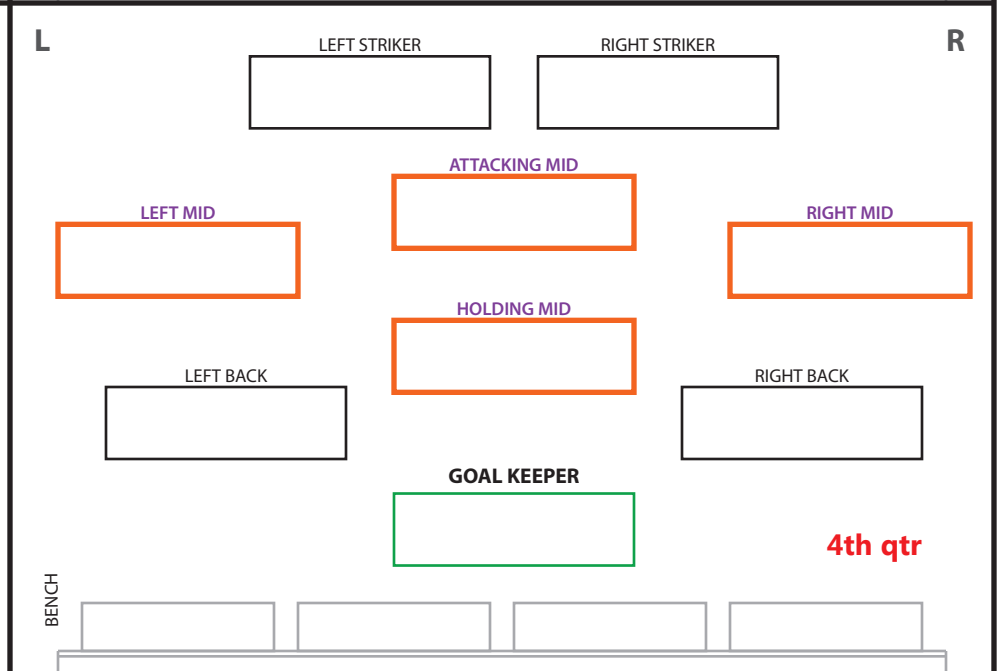 L
R
LEFT STRIKER
RIGHT STRIKER
ATTACKING MID
LEFT MID
RIGHT MID
HOLDING MID
LEFT BACK
RIGHT BACK
GOAL KEEPER
4th qtr
BENCH